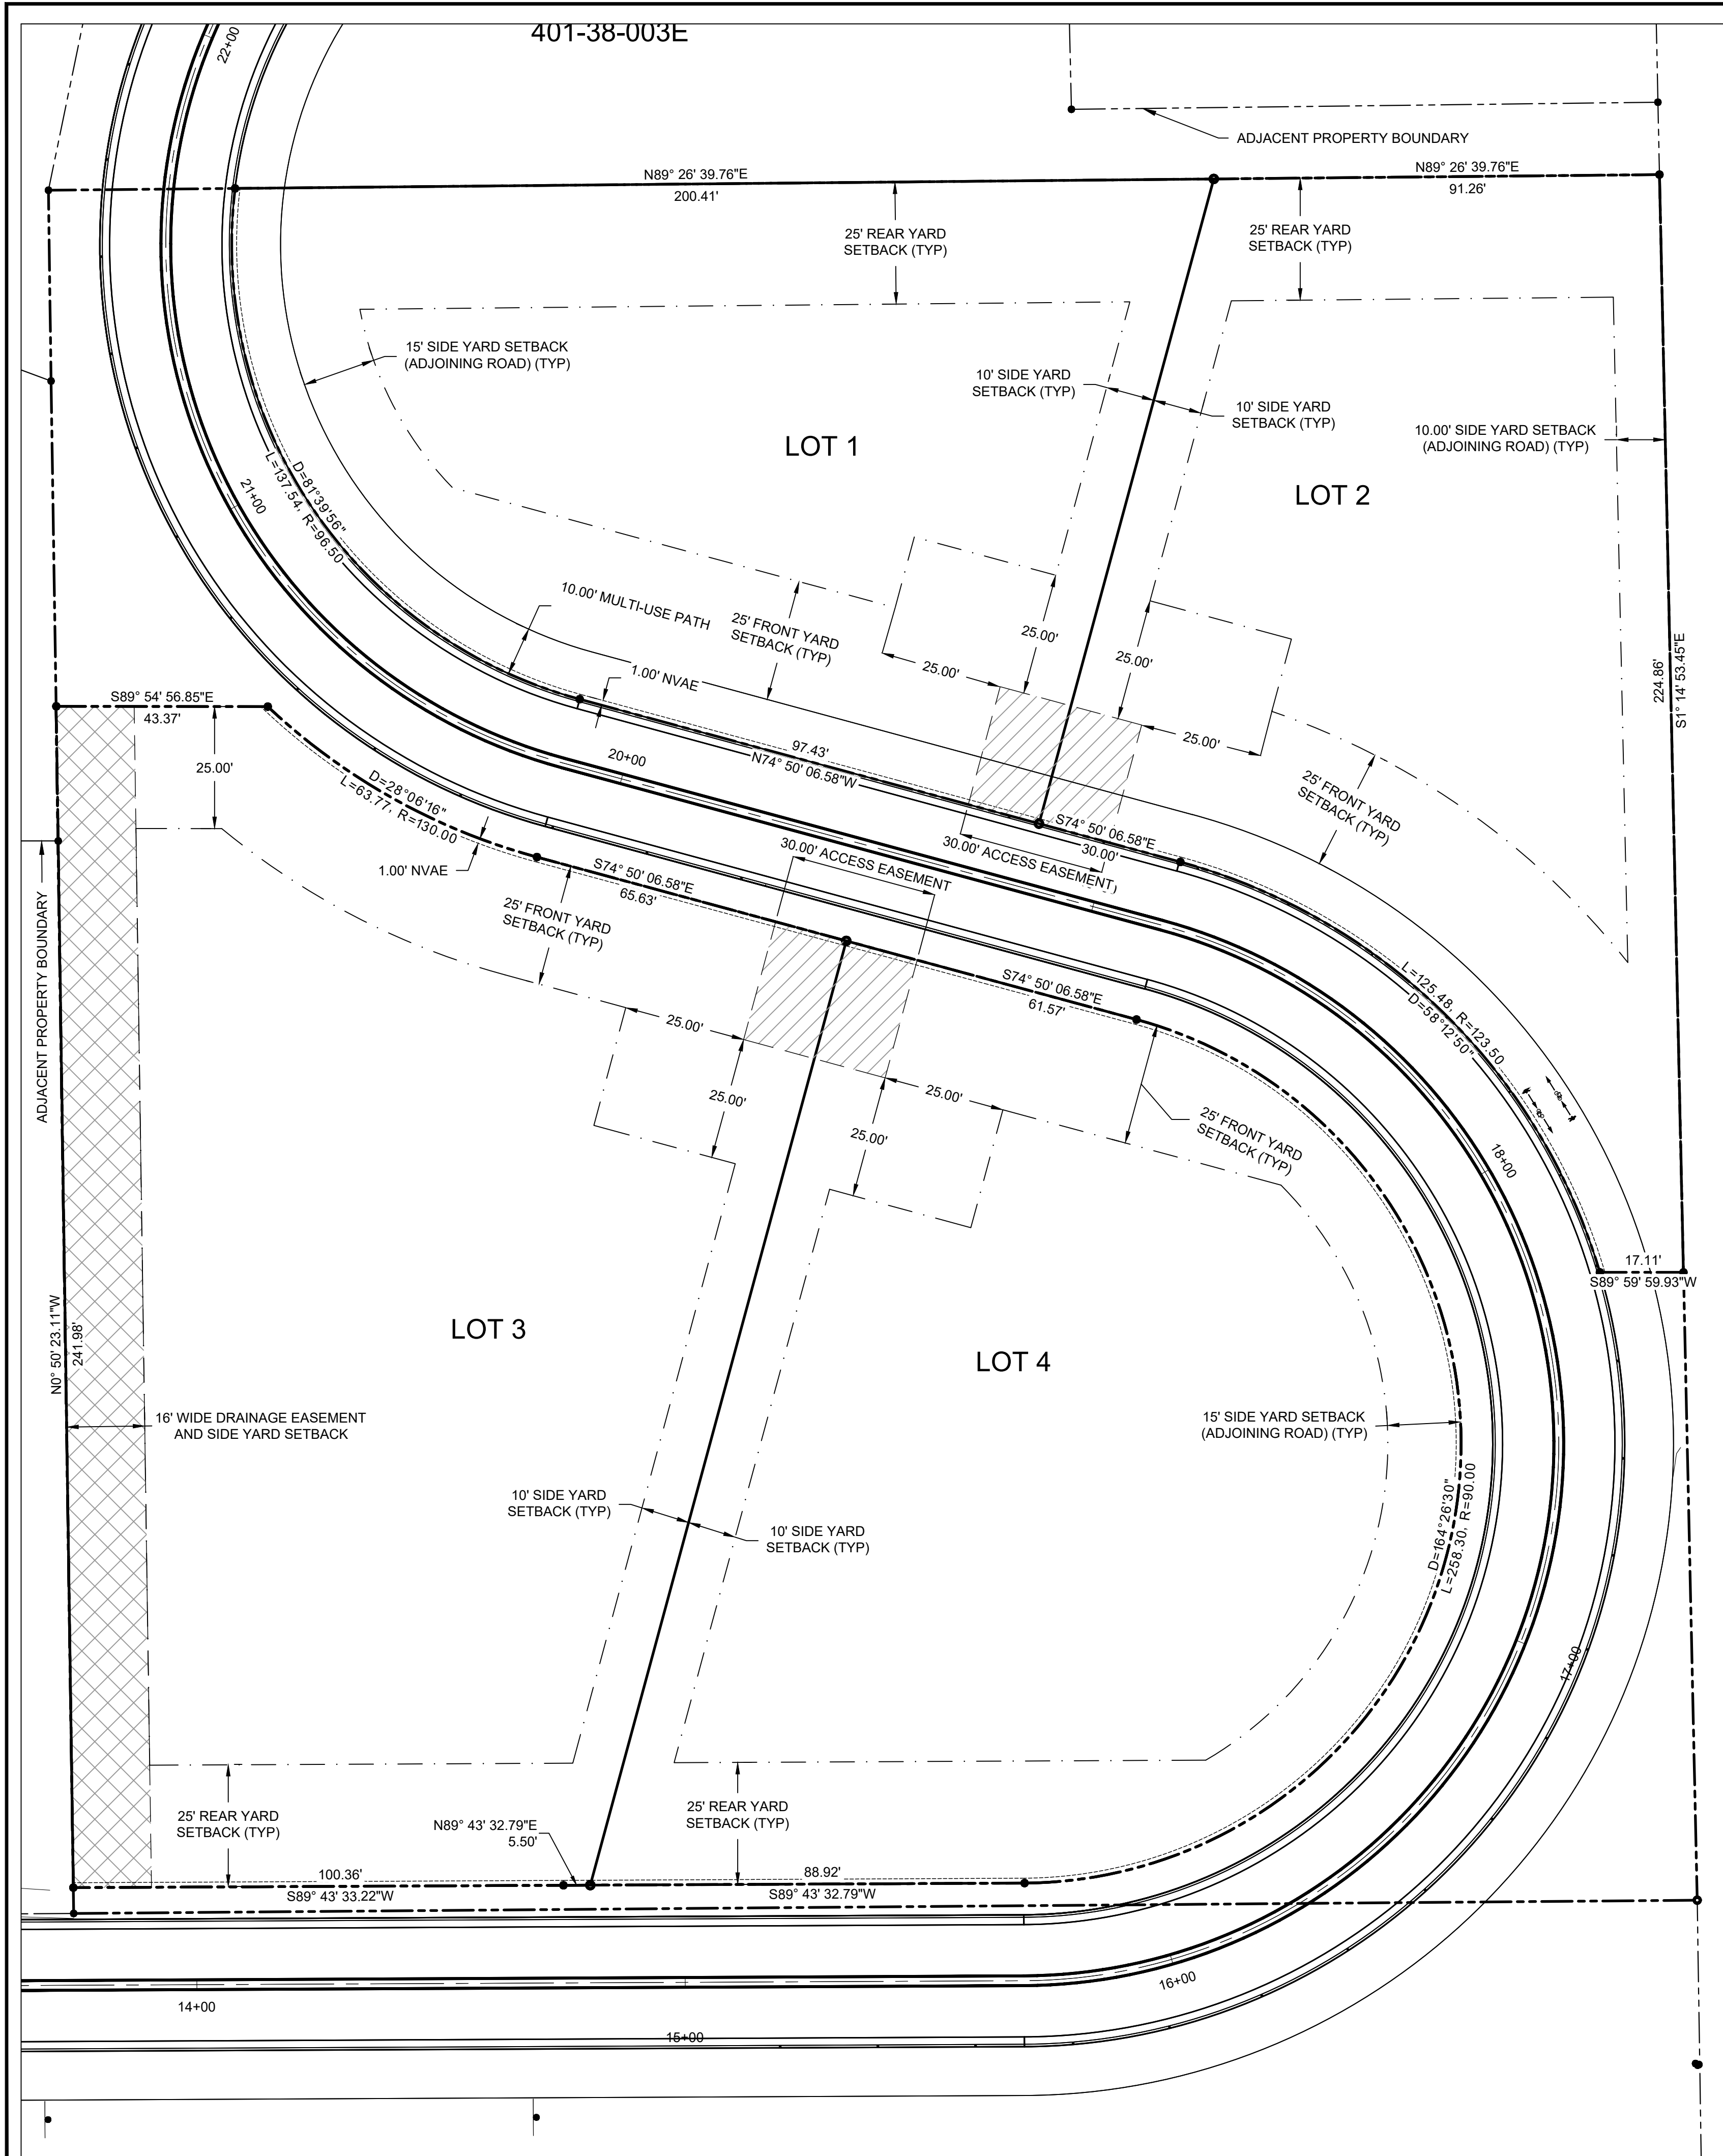 401-38-003E
22+00
ADJACENT PROPERTY BOUNDARY
N89° 26' 39.76"E
200.41'
N89° 26' 39.76"E
91.26'
25' REAR YARD
SETBACK (TYP)
25' REAR YARD
SETBACK (TYP)
15' SIDE YARD SETBACK
(ADJOINING ROAD) (TYP)
10' SIDE YARD
SETBACK (TYP)
10' SIDE YARD
SETBACK (TYP)
10.00' SIDE YARD SETBACK
(ADJOINING ROAD) (TYP)
LOT 1
LOT 2
21+00
D=81°39'56"
L=137.54, R=96.50
10.00' MULTI-USE PATH
25' FRONT YARD
SETBACK (TYP)
1.00' NVAE
25.00'
25.00'
25.00'
25.00'
224.86'
S1° 14' 53.45"E
S89° 54' 56.85"E
43.37'
25.00'
20+00
97.43'
N74° 50' 06.58"W
25' FRONT YARD
SETBACK (TYP)
D=28°06'16"
L=63.77, R=130.00
1.00' NVAE
S74° 50' 06.58"E
30.00'
30.00' ACCESS EASEMENT
30.00' ACCESS EASEMENT
S74° 50' 06.58"E
65.63'
25' FRONT YARD
SETBACK (TYP)
ADJACENT PROPERTY BOUNDARY
S74° 50' 06.58"E
61.57'
L=125.48, R=123.50
D=58°12'50"
25.00'
25.00'
25.00'
25.00'
25' FRONT YARD
SETBACK (TYP)
18+00
17.11'
S89° 59' 59.93"W
N0° 50' 23.11"W
241.98'
LOT 3
LOT 4
16' WIDE DRAINAGE EASEMENT
AND SIDE YARD SETBACK
15' SIDE YARD SETBACK
(ADJOINING ROAD) (TYP)
10' SIDE YARD
SETBACK (TYP)
10' SIDE YARD
SETBACK (TYP)
D=164°26'30"
L=258.30, R=90.00
17+00
25' REAR YARD
SETBACK (TYP)
N89° 43' 32.79"E
5.50'
25' REAR YARD
SETBACK (TYP)
100.36'
S89° 43' 33.22"W
88.92'
S89° 43' 32.79"W
16+00
14+00
15+00